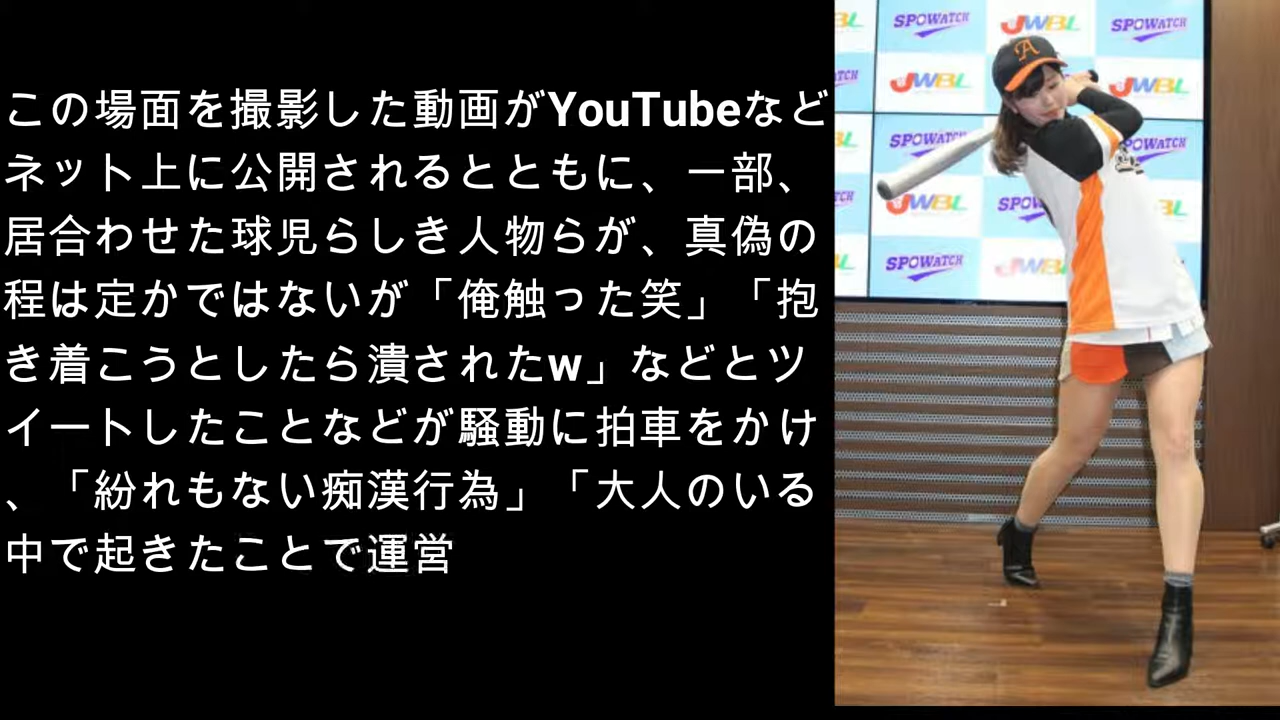 この場面を撮影した動画がYouTubeなど
ネット上に公開されるとともに、一部、
居合わせた球児らしき人物らが、真偽の
程は定かではないが「俺触った笑」「抱
き着こうとしたら潰されたw」などとツ
イートしたことなどが騒動に拍車をかけ
、「紛れもない痴漢行為」「大人のいる
中で起きたことで運営
SPOWATCH
JWBL
SPOWATCH
JWBL
JWBL
A
SPOWATCH
SPOWATCH
JWBL
SPOWATCH
JWBL